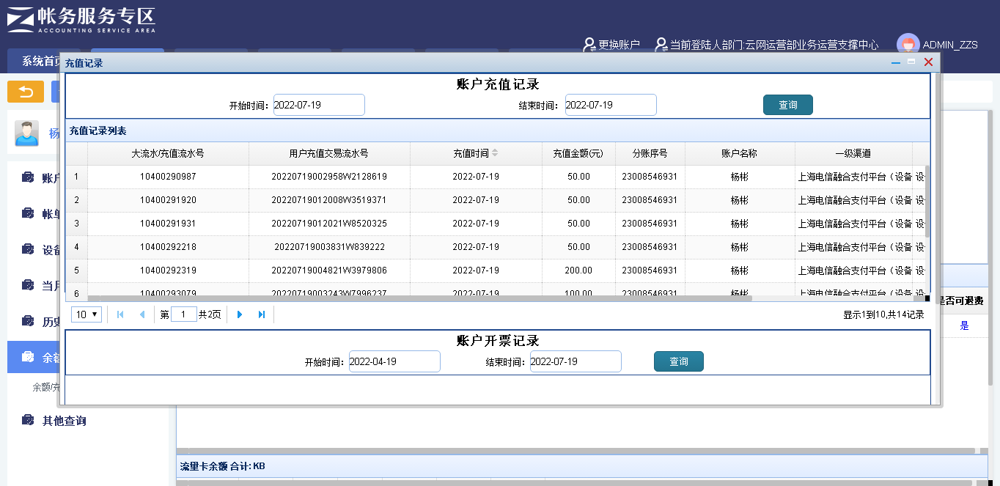 帐务服务专区
ACCOUNTING SERVICE AREA
更换账户 当前登陆人部门:云网运营部业务运营支撑中心 ADMIN_ZZS
系统首页
充值记录
账户充值记录
开始时间: 2022-07-19 结束时间: 2022-07-19 查询
杨
充值记录列表
大流水/充值流水号 用户充值交易流水号 充值时间 充值金额(元) 分账序号 账户名称 一级渠道
1 10400290987 20220719002958W2128619 2022-07-19 50.00 23008546931 杨彬 上海电信融合支付平台（设备 设
2 10400291920 20220719012008W3519371 2022-07-19 50.00 23008546931 杨彬 上海电信融合支付平台（设备 设
3 10400291931 20220719012021W8520325 2022-07-19 50.00 23008546931 杨彬 上海电信融合支付平台（设备 设
4 10400292218 20220719003831W839222 2022-07-19 50.00 23008546931 杨彬 上海电信融合支付平台（设备 设
5 10400292319 20220719004821W3979806 2022-07-19 200.00 23008546931 杨彬 上海电信融合支付平台（设备 设
6 10400293079 20220719003243W7996237 2022-07-19 100.00 23008546931 杨彬 上海电信融合支付平台（设备 设
10 第 1 共2页 显示1到10,共14记录
是否可退费
是
账户开票记录
开始时间: 2022-04-19 结束时间: 2022-07-19 查询
账户
帐单
设备
当月
历史
余额
余额/充
其他查询
流里卡余额 合计: KB